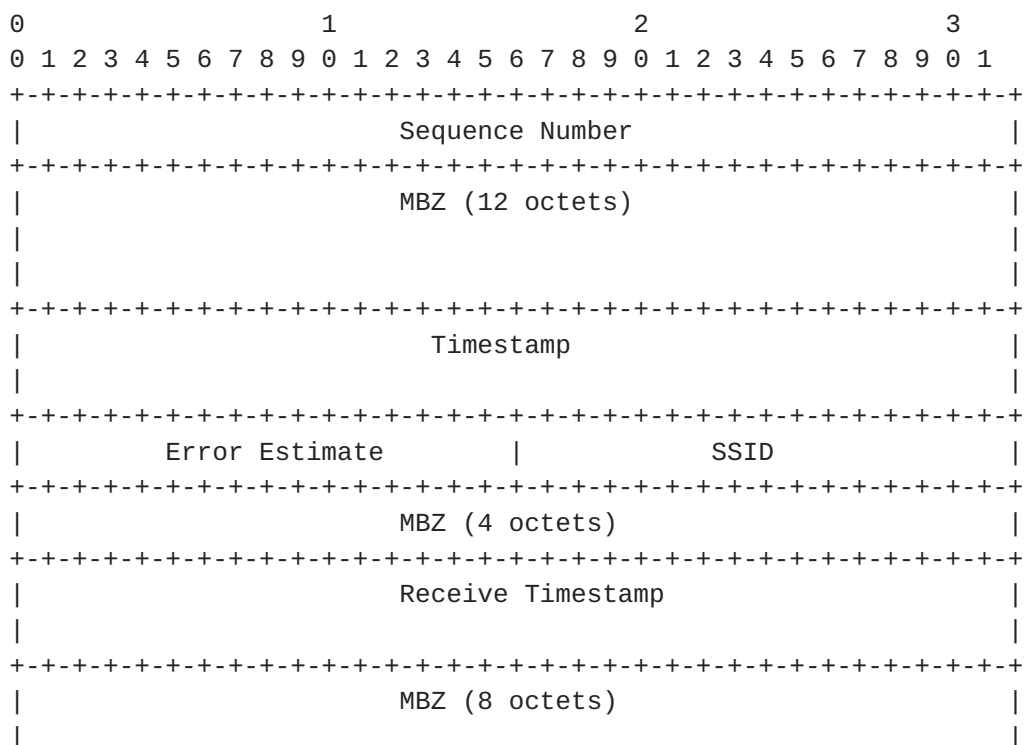 0                   1                   2                   3
0 1 2 3 4 5 6 7 8 9 0 1 2 3 4 5 6 7 8 9 0 1 2 3 4 5 6 7 8 9 0 1
+-+-+-+-+-+-+-+-+-+-+-+-+-+-+-+-+-+-+-+-+-+-+-+-+-+-+-+-+-+-+-+-+
|                        Sequence Number                        |
+-+-+-+-+-+-+-+-+-+-+-+-+-+-+-+-+-+-+-+-+-+-+-+-+-+-+-+-+-+-+-+-+
|                        MBZ (12 octets)                        |
|                                                               |
|                                                               |
+-+-+-+-+-+-+-+-+-+-+-+-+-+-+-+-+-+-+-+-+-+-+-+-+-+-+-+-+-+-+-+-+
|                          Timestamp                            |
|                                                               |
+-+-+-+-+-+-+-+-+-+-+-+-+-+-+-+-+-+-+-+-+-+-+-+-+-+-+-+-+-+-+-+-+
|         Error Estimate        |            SSID               |
+-+-+-+-+-+-+-+-+-+-+-+-+-+-+-+-+-+-+-+-+-+-+-+-+-+-+-+-+-+-+-+-+
|                        MBZ (4 octets)                         |
+-+-+-+-+-+-+-+-+-+-+-+-+-+-+-+-+-+-+-+-+-+-+-+-+-+-+-+-+-+-+-+-+
|                        Receive Timestamp                      |
|                                                               |
+-+-+-+-+-+-+-+-+-+-+-+-+-+-+-+-+-+-+-+-+-+-+-+-+-+-+-+-+-+-+-+-+
|                        MBZ (8 octets)                         |
|                                                               |